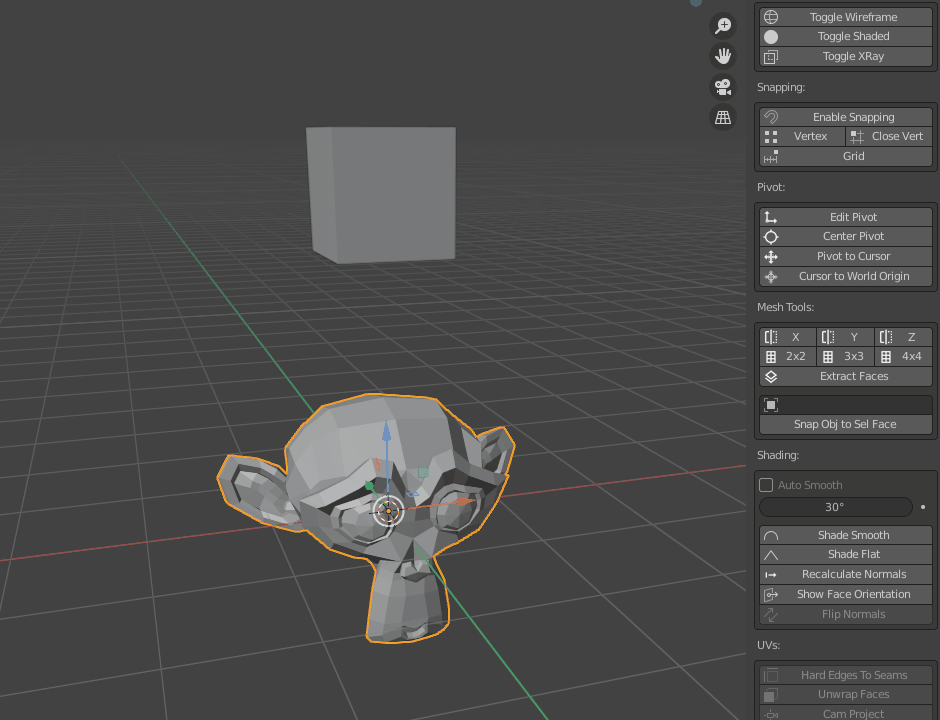 Toggle Wireframe
Toggle Shaded
Toggle XRay
Snapping:
Enable Snapping
Vertex Close Vert
Grid
Pivot:
Edit Pivot
Center Pivot
Pivot to Cursor
Cursor to World Origin
Mesh Tools:
X Y Z
2x2 3x3 4x4
Extract Faces
Snap Obj to Sel Face
Shading:
Auto Smooth
30°
Shade Smooth
Shade Flat
Recalculate Normals
Show Face Orientation
Flip Normals
UVs:
Hard Edges To Seams
Unwrap Faces
Cam Project